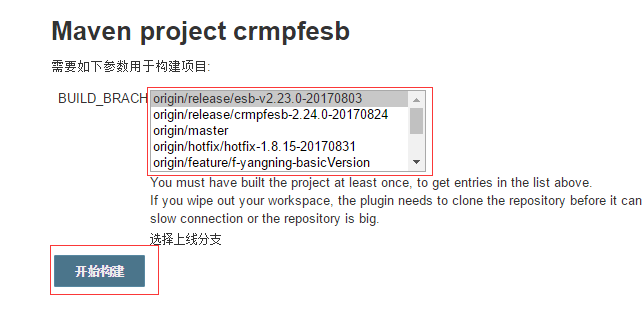 Maven project crmpfesb
需要如下参数用于构建项目:
BUILD_BRACH
origin/release/esb-v2.23.0-20170803
origin/release/crmpfesb-2.24.0-20170824
origin/master
origin/hotfix/hotfix-1.8.15-20170831
origin/feature/f-yangning-basicVersion
You must have built the project at least once, to get entries in the list above.
If you wipe out your workspace, the plugin needs to clone the repository before it can
slow connection or the repository is big.
选择上线分支
开始构建